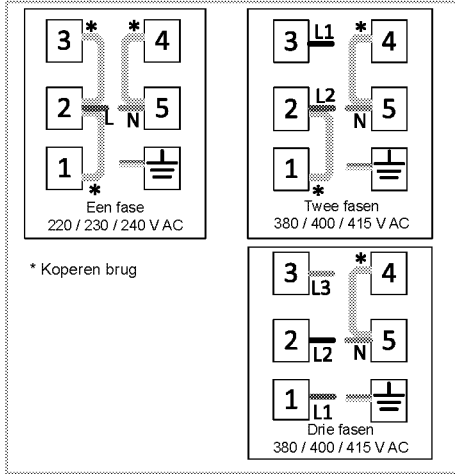 3 * * 4
2 L N 5
1 *
Een fase
220 / 230 / 240 V AC
3 L1 * 4
2 L2 N 5
1 *
Twee fasen
380 / 400 / 415 V AC
* Koperen brug
3 L3 * 4
2 L2 N 5
1 L1
Drie fasen
380 / 400 / 415 V AC